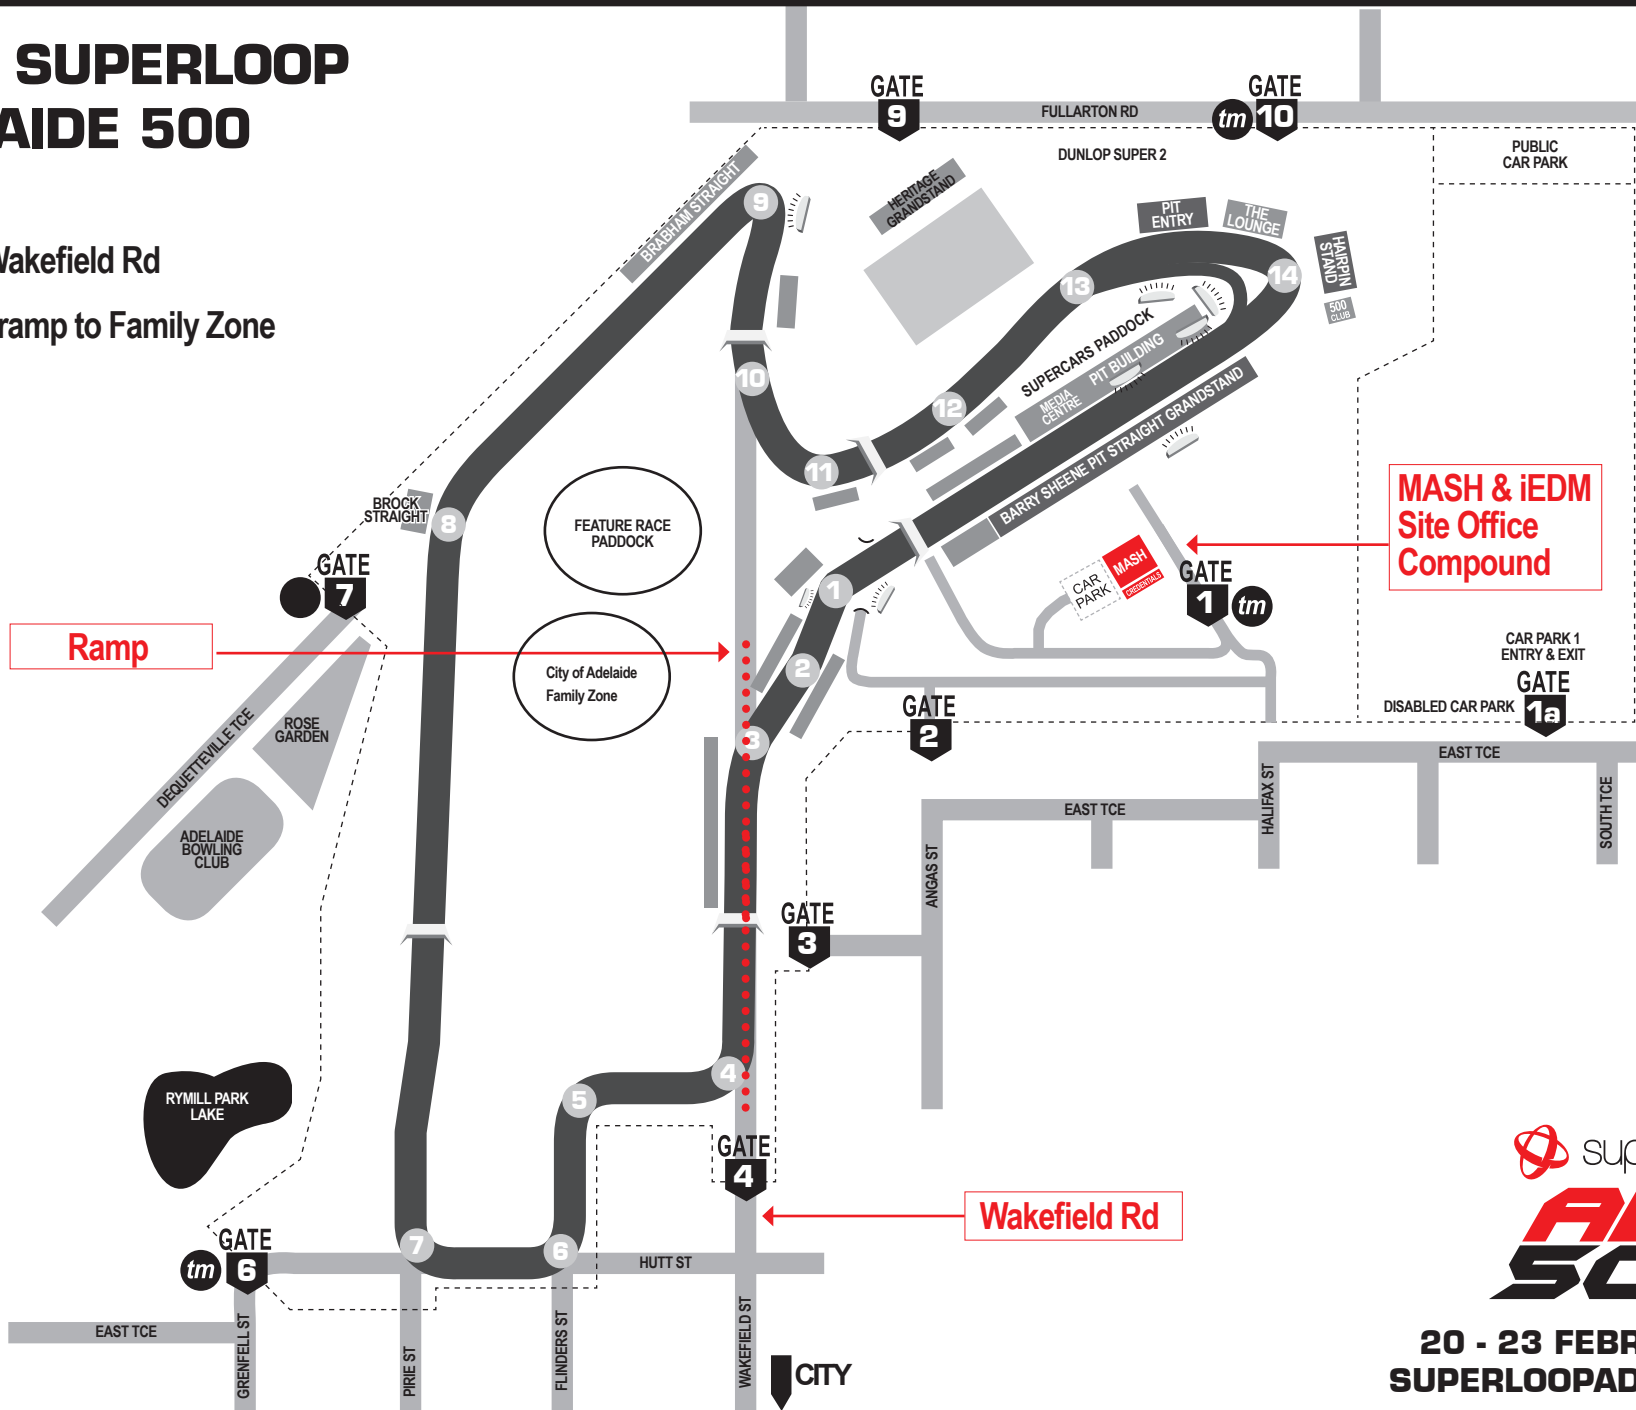 SUPERLOOP
AIDE 500
Wakefield Rd
ramp to Family Zone
GATE
9
FULLARTON RD
tm
GATE
10
DUNLOP SUPER 2
PUBLIC
CAR PARK
BRABHAM STRAIGHT
9
HERITAGE
GRANDSTAND
PIT
ENTRY
THE
LOUNGE
HAIRPIN
STAND
500
CLUB
13
14
10
12
11
SUPERCARS PADDOCK
PIT BUILDING
MEDIA
CENTRE
BARRY SHEENE PIT STRAIGHT GRANDSTAND
BROCK
STRAIGHT
8
FEATURE RACE
PADDOCK
MASH & iEDM
Site Office
Compound
GATE
7
CAR
PARK
MASH
CREDENTIALS
GATE
1
tm
1
Ramp
City of Adelaide
Family Zone
2
CAR PARK 1
ENTRY & EXIT
GATE
1a
DISABLED CAR PARK
GATE
2
3
ROSE
GARDEN
DEQUETTEVILLE TCE
ADELAIDE
BOWLING
CLUB
EAST TCE
EAST TCE
HALIFAX ST
SOUTH TCE
ANGAS ST
GATE
3
4
5
RYMILL PARK
LAKE
GATE
4
Wakefield Rd
GATE
6
tm
7
6
HUTT ST
EAST TCE
GRENFELL ST
PIRIE ST
FLINDERS ST
WAKEFIELD ST
CITY
20 - 23 FEBR
SUPERLOOPAD